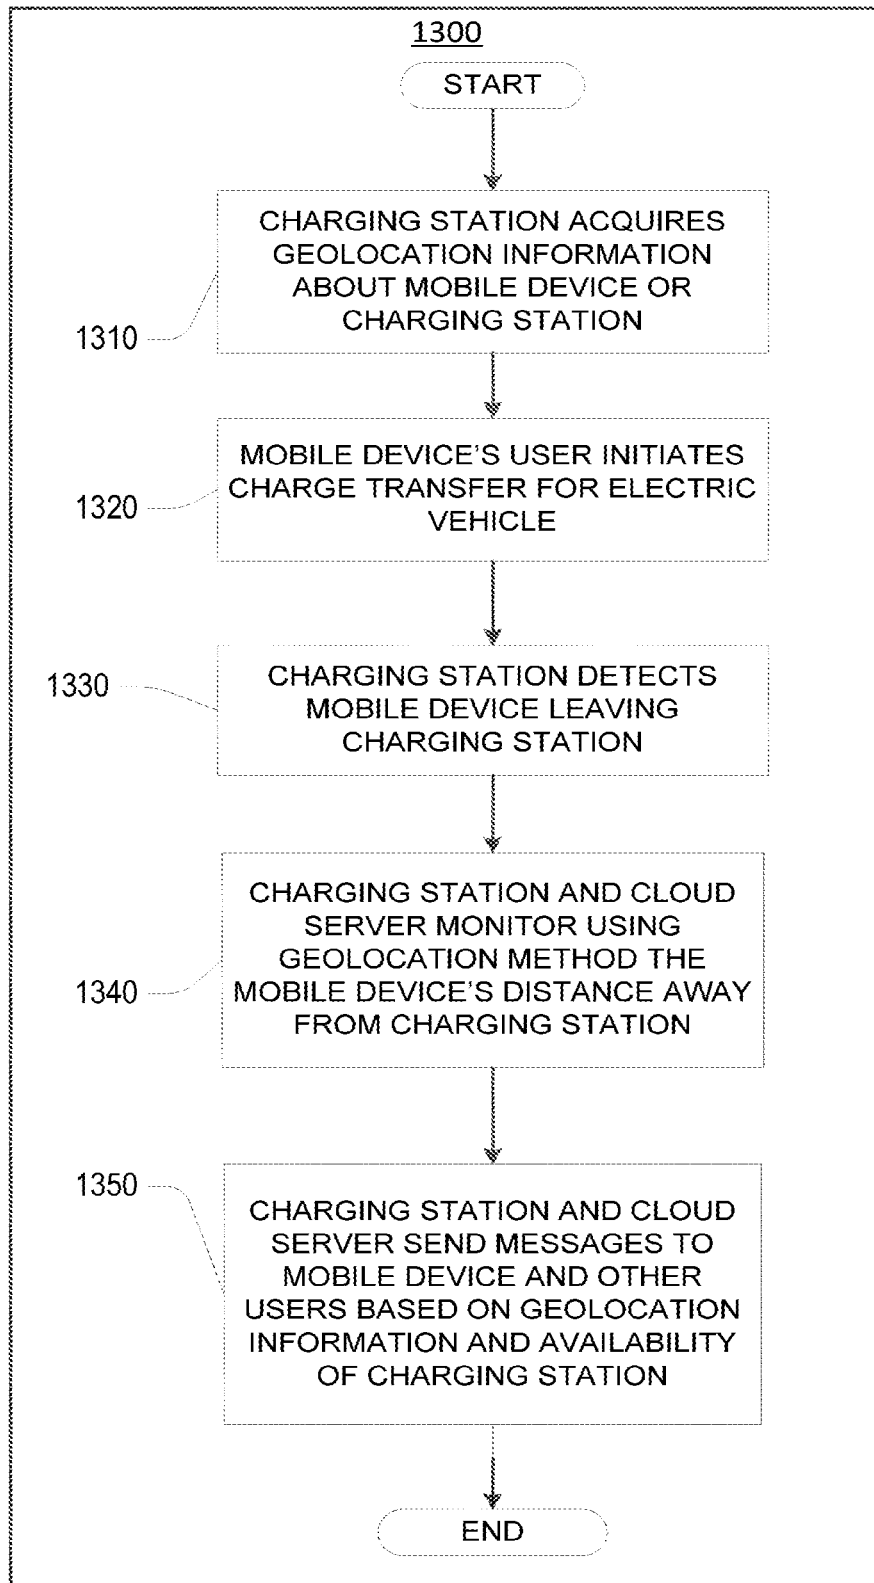 1300
START
CHARGING STATION ACQUIRES
GEOLOCATION INFORMATION
ABOUT MOBILE DEVICE OR
CHARGING STATION
1310
MOBILE DEVICE'S USER INITIATES
CHARGE TRANSFER FOR ELECTRIC
VEHICLE
1320
CHARGING STATION DETECTS
MOBILE DEVICE LEAVING
CHARGING STATION
1330
CHARGING STATION AND CLOUD
SERVER MONITOR USING
GEOLOCATION METHOD THE
MOBILE DEVICE'S DISTANCE AWAY
FROM CHARGING STATION
1340
1350
CHARGING STATION AND CLOUD
SERVER SEND MESSAGES TO
MOBILE DEVICE AND OTHER
USERS BASED ON GEOLOCATION
INFORMATION AND AVAILABILITY
OF CHARGING STATION
END